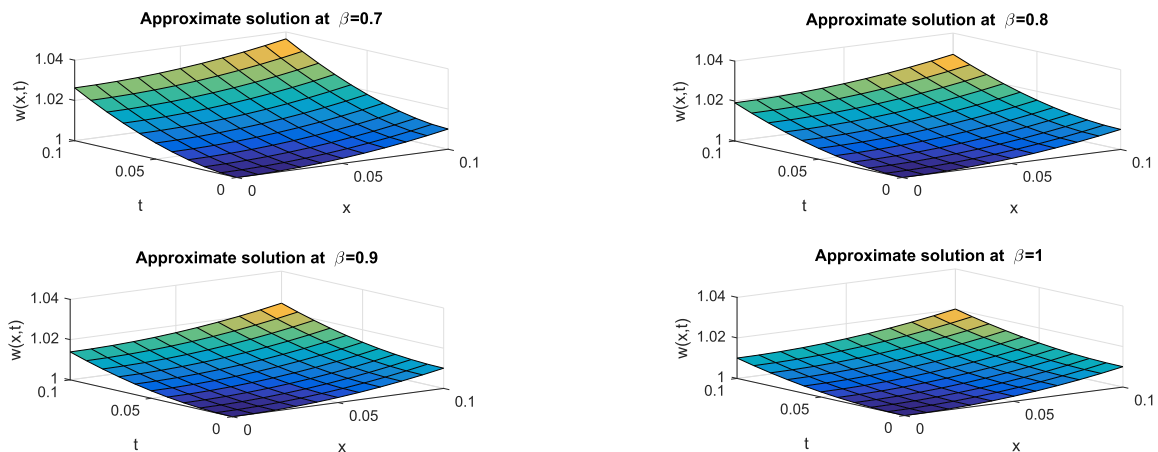 Approximate solution at β=0.7
1.04
1.02
1
w(x,t)
0.1
0.05
0
t
0
0.05
0.1
x
Approximate solution at β=0.8
1.04
1.02
1
w(x,t)
0.1
0.05
0
t
0
0.05
0.1
x
Approximate solution at β=0.9
1.04
1.02
1
w(x,t)
0.1
0.05
0
t
0
0.05
0.1
x
Approximate solution at β=1
1.04
1.02
1
w(x,t)
0.1
0.05
0
t
0
0.05
0.1
x